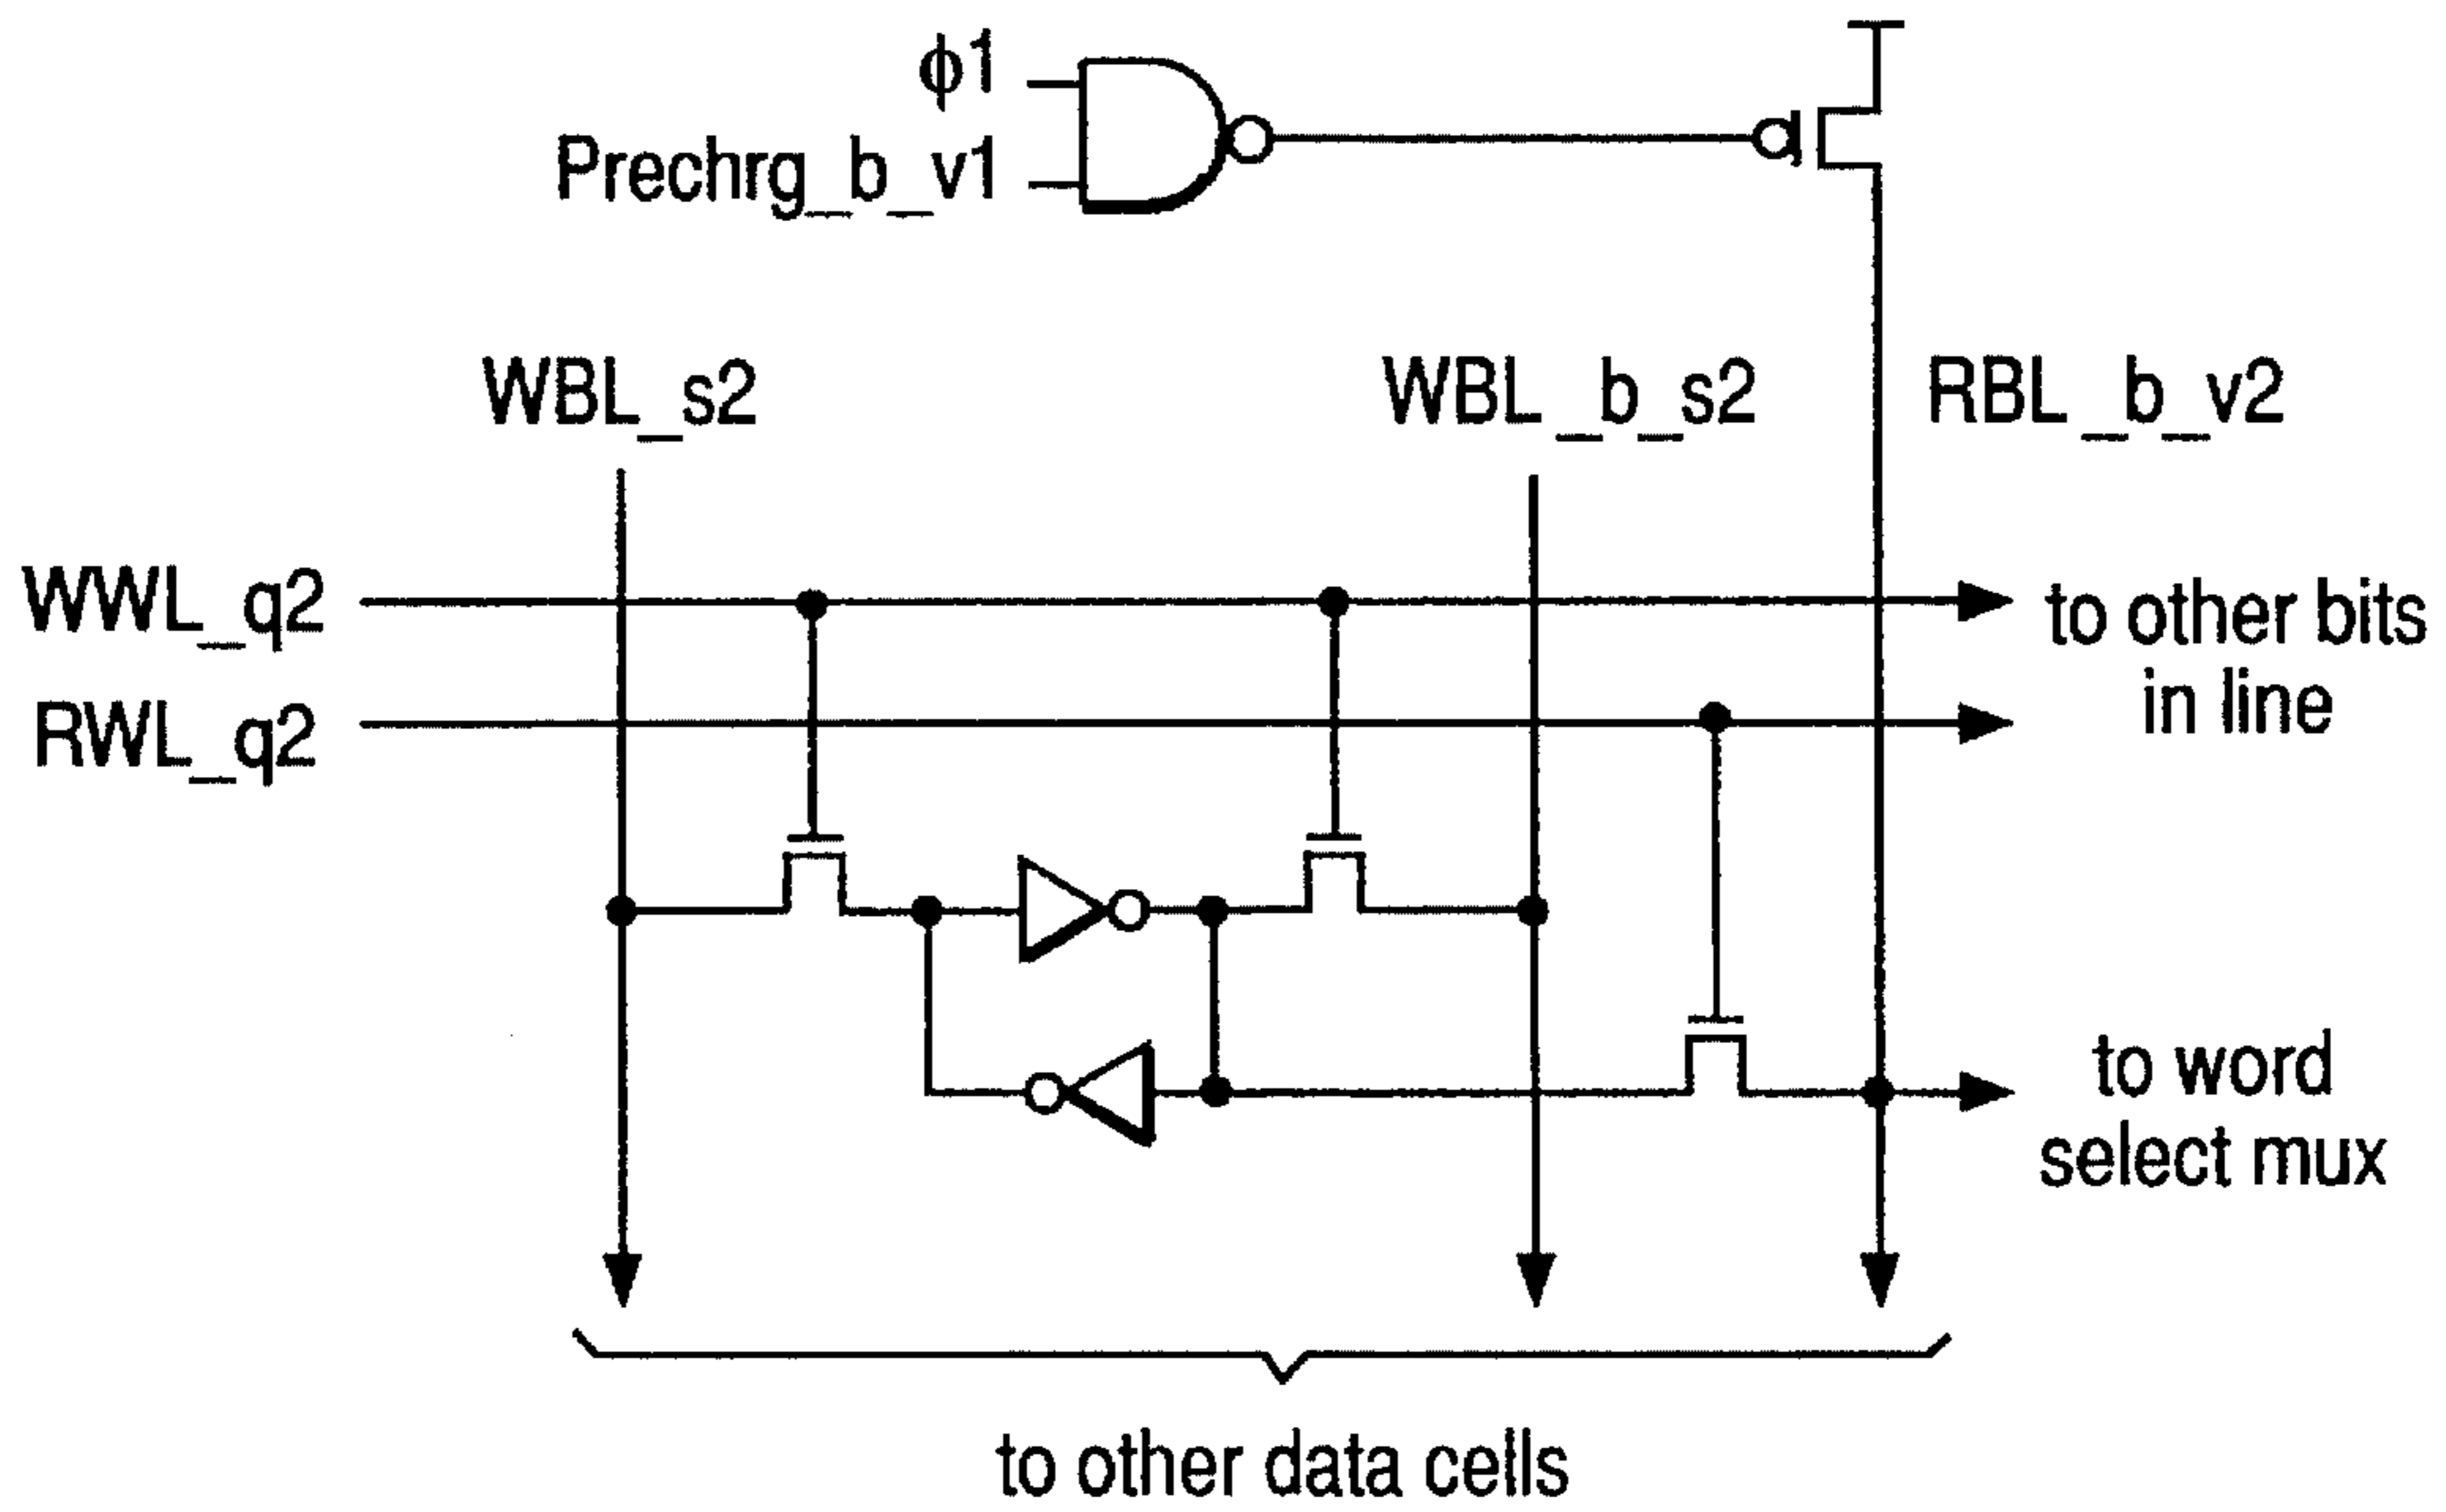 ϕ1
Prechrg_b_v1
WBL_s2
WBL_b_s2
RBL_b_v2
WWL_q2
to other bits
in line
RWL_q2
to word
select mux
to other data cells